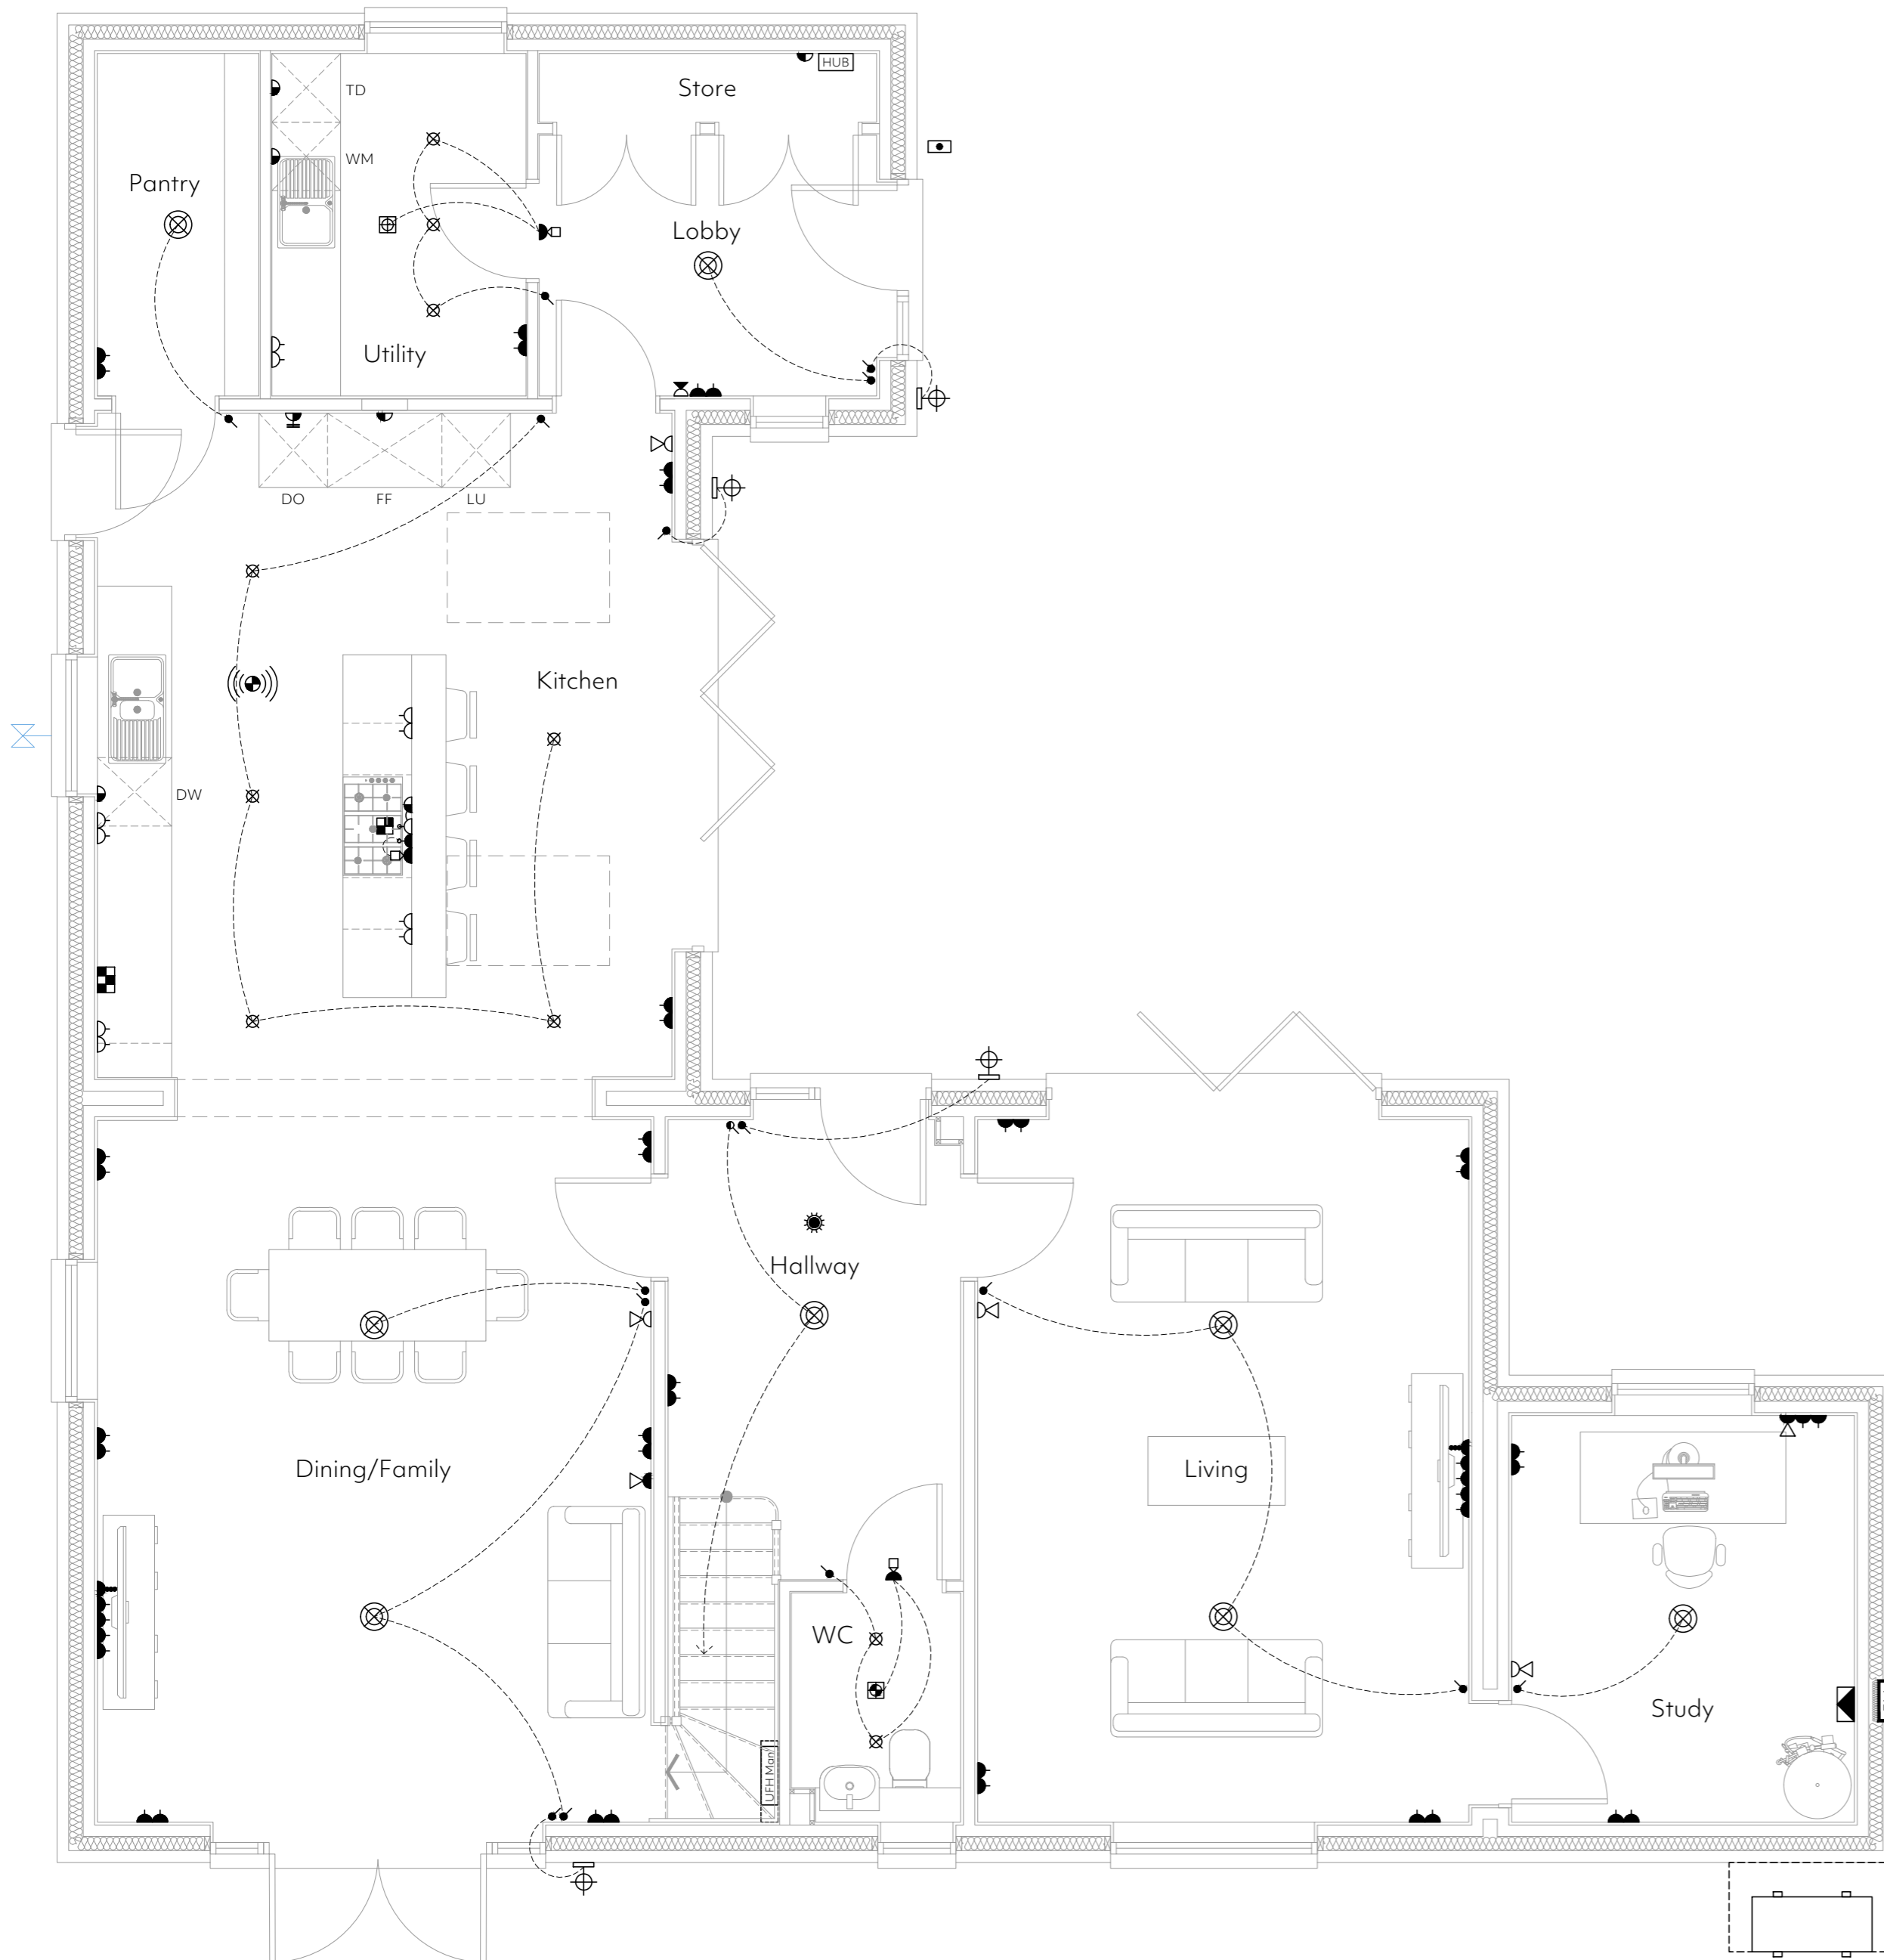 HUB
Store
TD
WM
Pantry
Lobby
Utility
DO
FF
LU
Kitchen
DW
Hallway
Dining/Family
Living
WC
Study
UFH Man